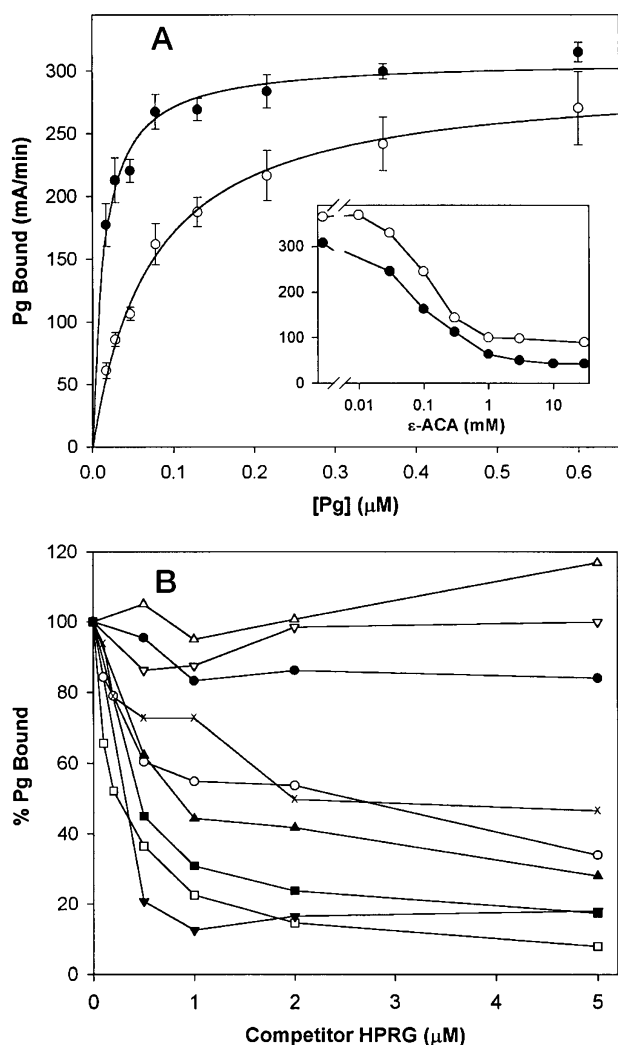 A
Pg Bound (mA/min)
300
250
200
150
100
50
0
0.0 0.1 0.2 0.3 0.4 0.5 0.6
[Pg] (μM)
300
200
100
0
0.01 0.1 1 10
ε-ACA (mM)
B
% Pg Bound
120
100
80
60
40
20
0
0 1 2 3 4 5
Competitor HPRG (μM)